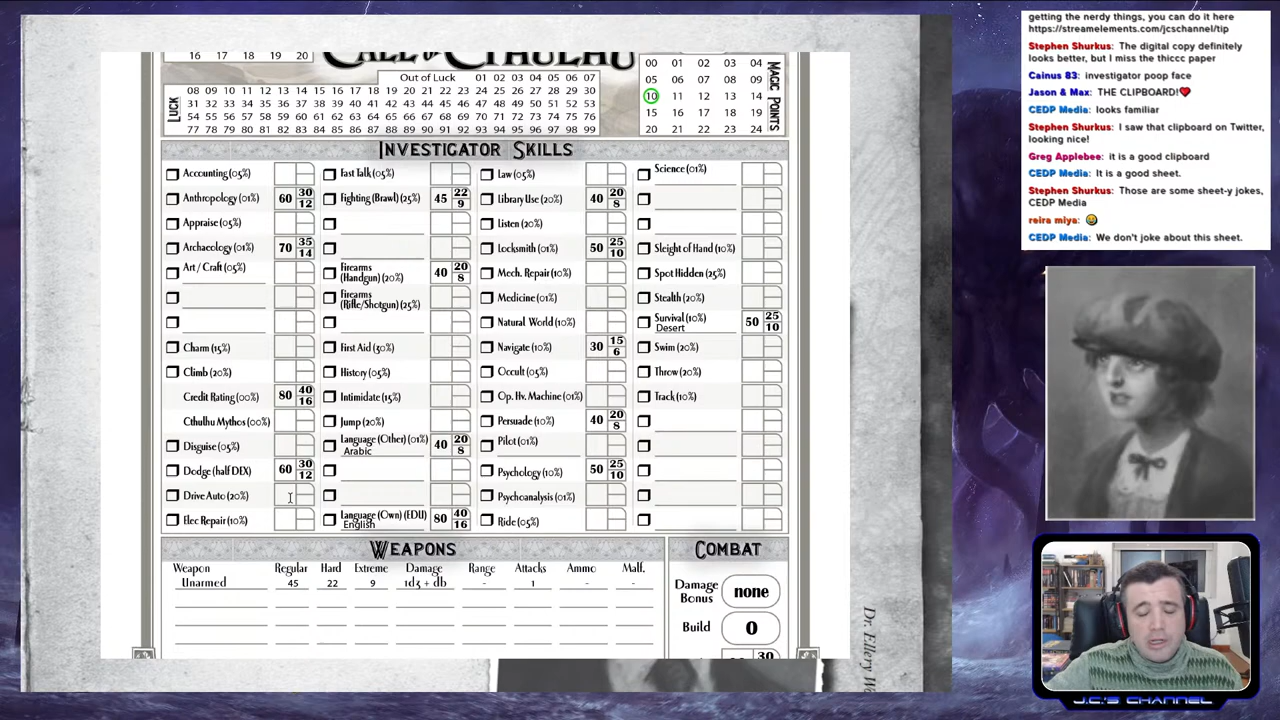 16 17 18 19 20
CALL OF CTHULHU
Out of Luck 01 02 03 04 05 06 07
08 09 10 11 12 13 14 15 16 17 18 19 20 21 22 23 24 25 26 27 28 29 30
31 32 33 34 35 36 37 38 39 40 41 42 43 44 45 46 47 48 49 50 51 52 53
54 55 56 57 58 59 60 61 62 63 64 65 66 67 68 69 70 71 72 73 74 75 76
77 78 79 80 81 82 83 84 85 86 87 88 89 90 91 92 93 94 95 96 97 98 99
LUCK
00 01 02 03 04
05 06 07 08 09
10 11 12 13 14
15 16 17 18 19
20 21 22 23 24
MAGIC POINTS
INVESTIGATOR SKILLS
Accounting (05%)
Anthropology (01%) 60 30 12
Appraise (05%)
Archaeology (01%) 70 35 14
Art / Craft (05%)
Charm (15%)
Climb (20%)
Credit Rating (00%) 80 40 16
Cthulhu Mythos (00%)
Disguise (05%)
Dodge (half DEX) 60 30 12
Drive Auto (20%)
Elec Repair (10%)
Fast Talk (05%)
Fighting (Brawl) (25%) 45 22 9
Firearms
(Handgun) (20%) 40 20 8
Firearms
(Rifle/Shotgun) (25%)
First Aid (30%)
History (05%)
Intimidate (15%)
Jump (20%)
Language (Other) (01%) 40 20 8
Arabic
Language (Own) (EDU) 80 40 16
English
Law (05%)
Library Use (20%) 40 20 8
Listen (20%)
Locksmith (01%) 50 25 10
Mech. Repair (10%)
Medicine (01%)
Natural World (10%)
Navigate (10%) 30 15 6
Occult (05%)
Op. Hv. Machine (01%)
Persuade (10%) 40 20 8
Pilot (01%)
Psychology (10%) 50 25 10
Psychoanalysis (01%)
Ride (05%)
Science (01%)
Sleight of Hand (10%)
Spot Hidden (25%)
Stealth (20%)
Survival (10%) 50 25 10
Desert
Swim (20%)
Throw (20%)
Track (10%)
WEAPONS
Weapon Regular Hard Extreme Damage Range Attacks Ammo Malf.
Unarmed 45 22 9 1d3 + db - 1 - -
COMBAT
Damage
Bonus none
Build 0
30
getting the nerdy things, you can do it here
https://streamelements.com/jcschannel/tip
Stephen Shurkus: The digital copy definitely
looks better, but I miss the thiccc paper
Cainus 83: investigator poop face
Jason & Max: THE CLIPBOARD!❤️
CEDP Media: looks familiar
Stephen Shurkus: I saw that clipboard on Twitter,
looking nice!
Greg Applebee: it is a good clipboard
CEDP Media: It is a good sheet.
Stephen Shurkus: Those are some sheet-y jokes,
CEDP Media
reira miya: 😂
CEDP Media: We don't joke about this sheet.
Dr. Ellery
J.C.'S CHANNEL